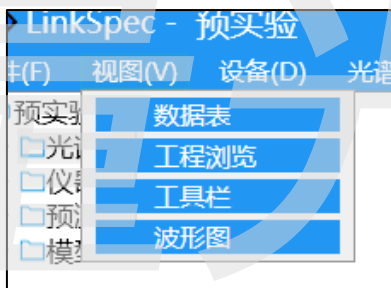 LinkSpec - 预实验
(F) 视图(V) 设备(D) 光谱
预实验
数据表
工程浏览
工具栏
波形图